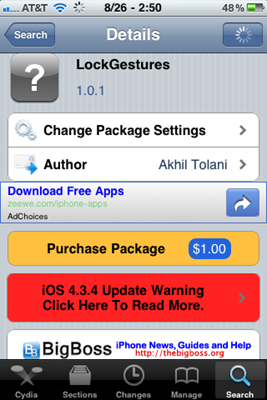 AT&T 8/26 - 2:50 48%
Search Details
LockGestures
1.0.1
Change Package Settings
Author Akhil Tolani
Download Free Apps
zeewe.com/iphone-apps
AdChoices
Purchase Package $1.00
iOS 4.3.4 Update Warning
Click Here To Read More.
BigBoss iPhone News, Guides and Help
http://thebigboss.org
Cydia Sections Changes Manage Search